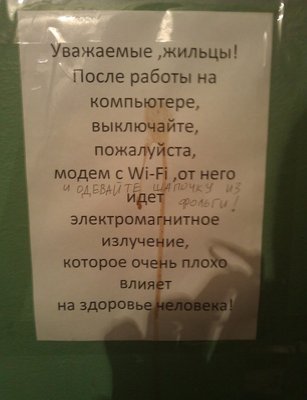 Уважаемые ,жильцы!
После работы на
компьютере,
выключайте,
пожалуйста,
модем с Wi-Fi ,от него
и ОДЕВАЙТЕ ШАПОЧКУ ИЗ
ФОЛЬГИ!
идет
электромагнитное
излучение,
которое очень плохо
влияет
на здоровье человека!